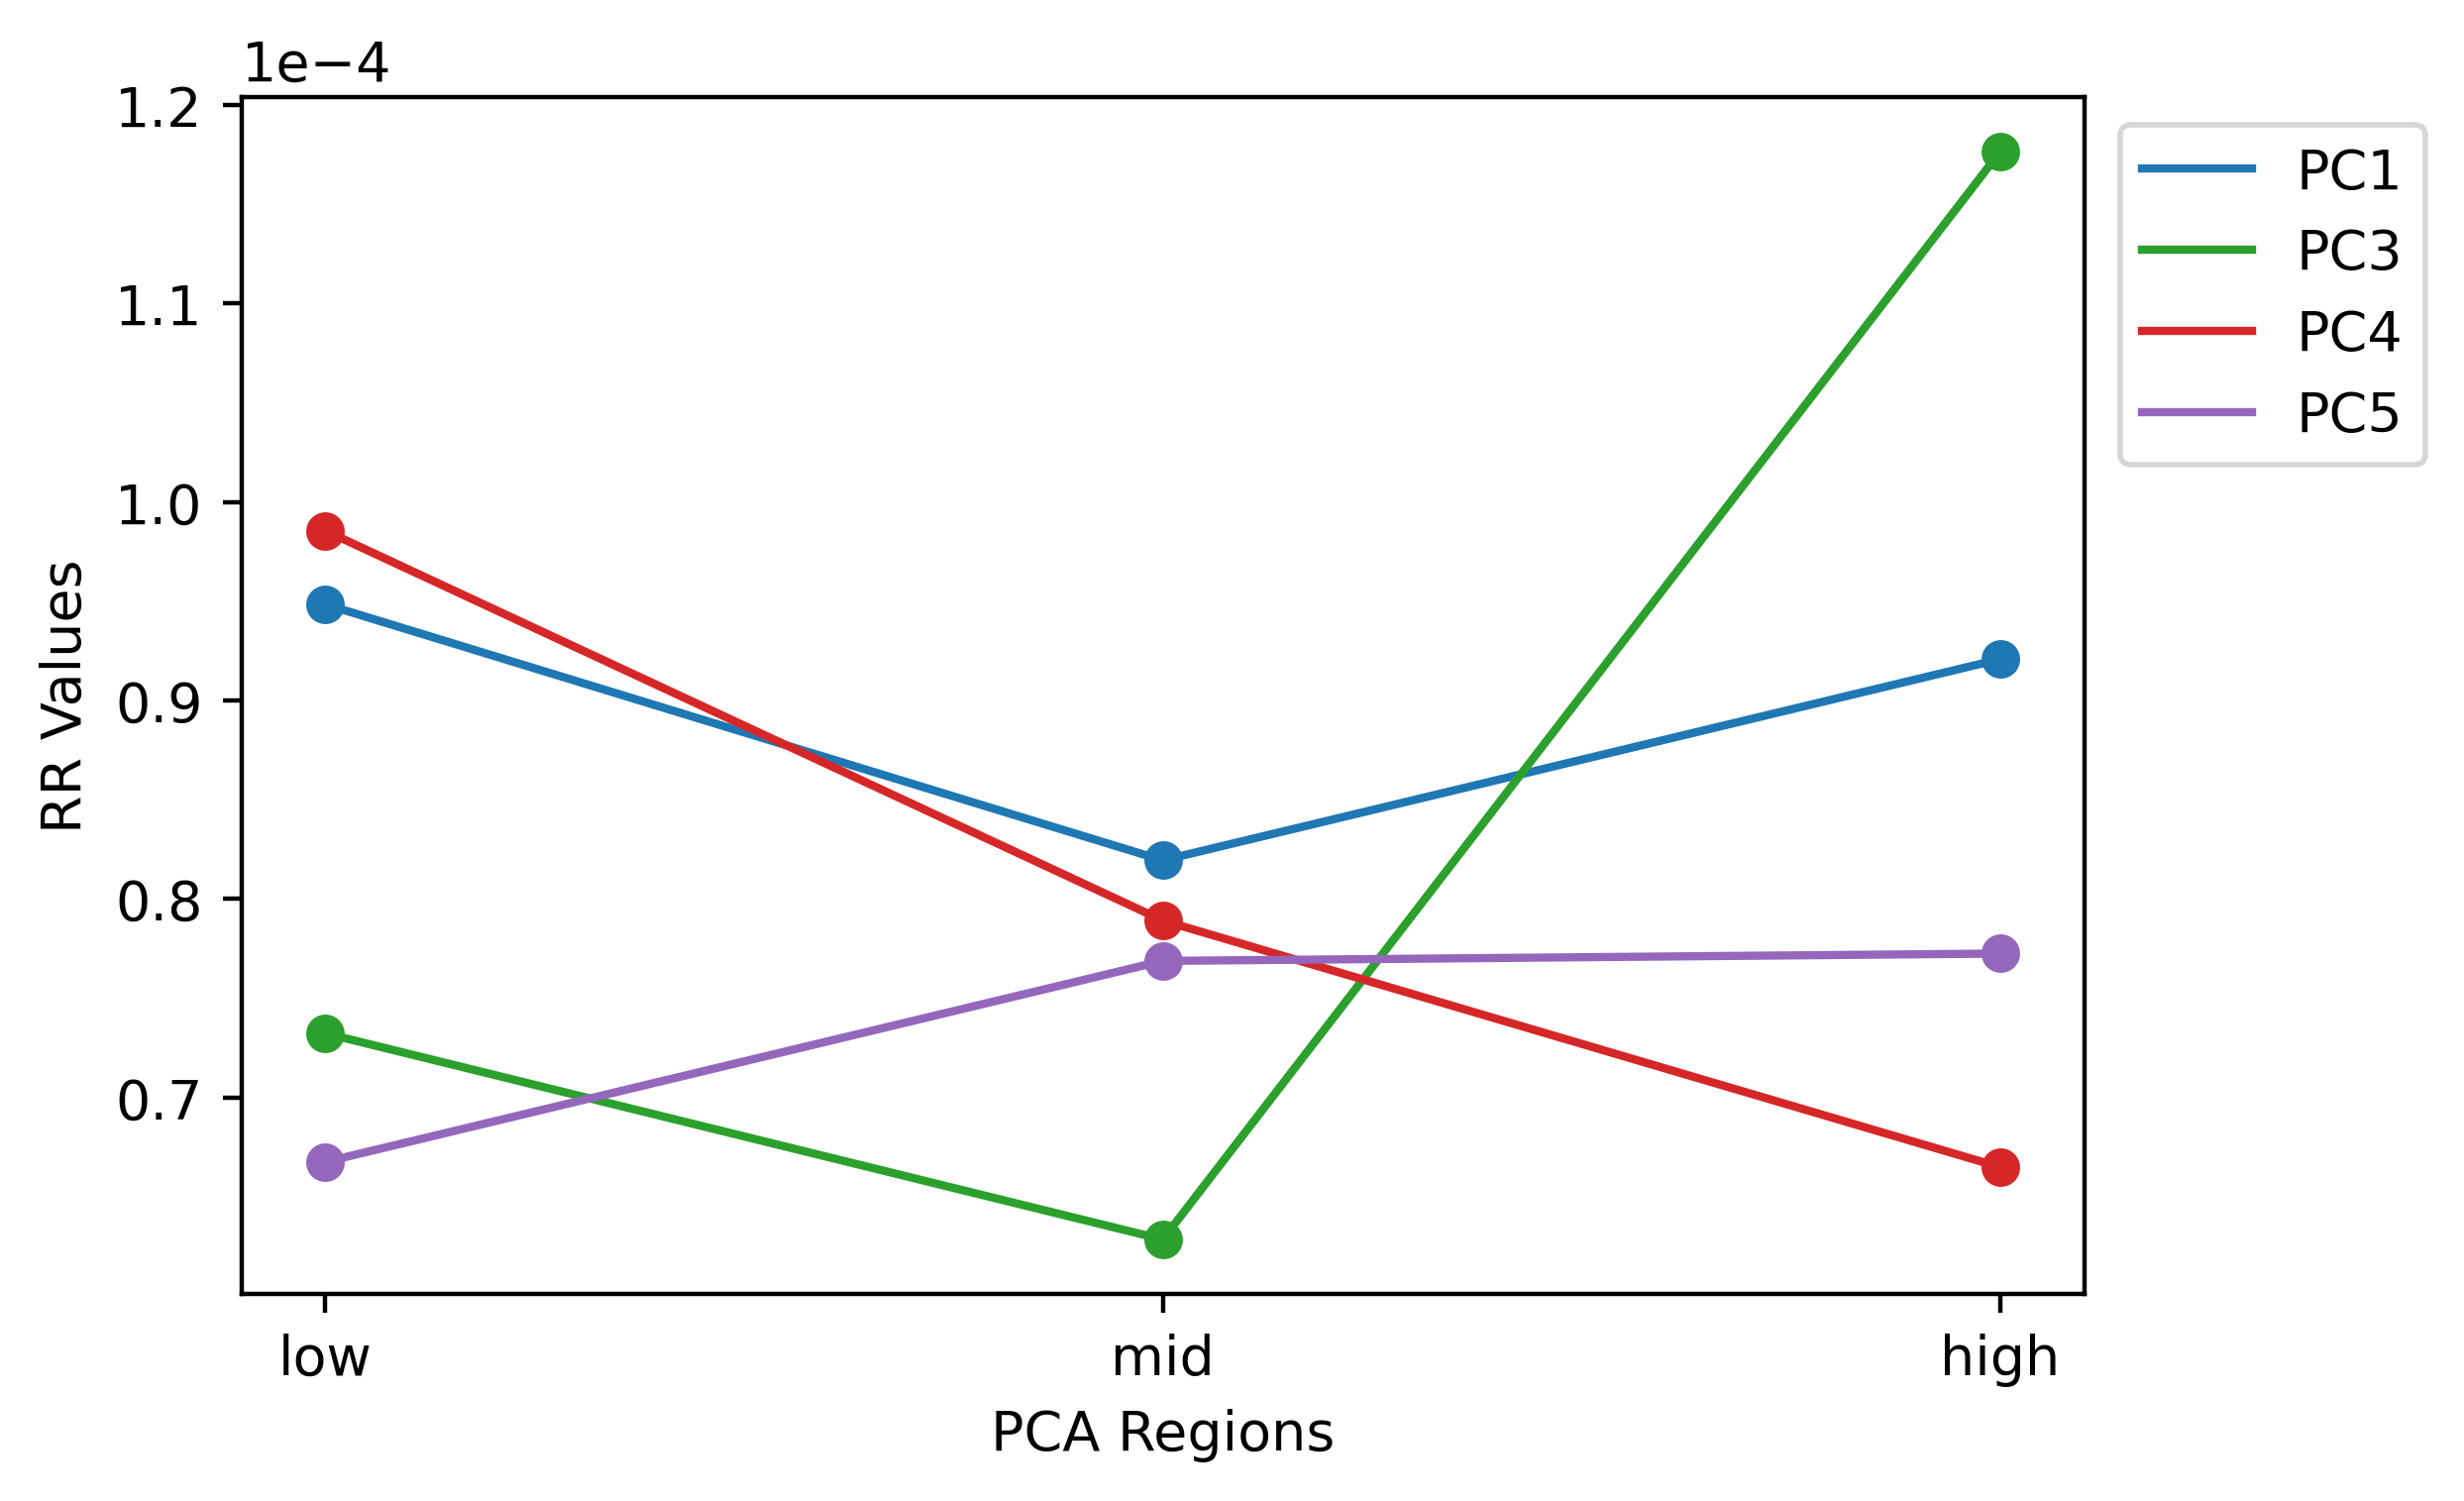 1e−4
1.2
1.1
1.0
0.9
0.8
0.7
RR Values
low
mid
high
PCA Regions
PC1
PC3
PC4
PC5